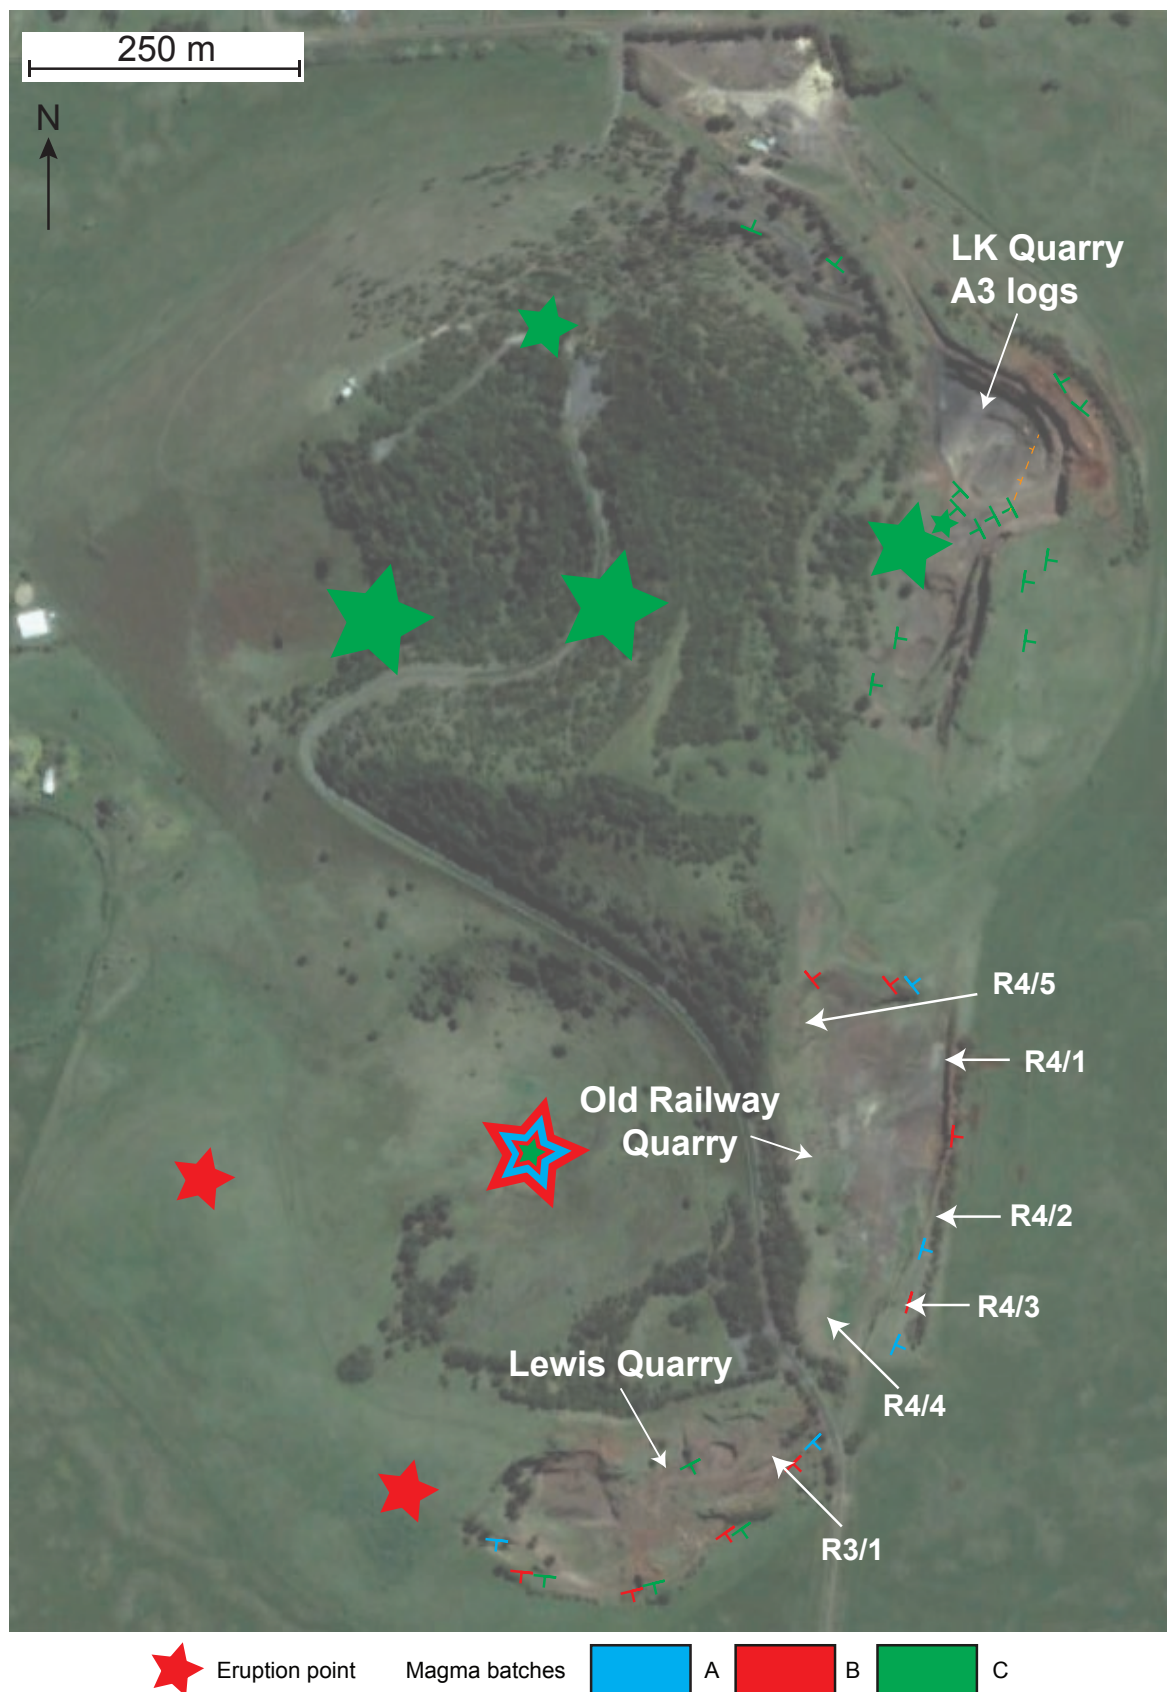 250 m
N
LK Quarry
A3 logs
R4/5
R4/1
Old Railway
Quarry
R4/2
R4/3
Lewis Quarry
R4/4
R3/1
Eruption point
Magma batches
A
B
C